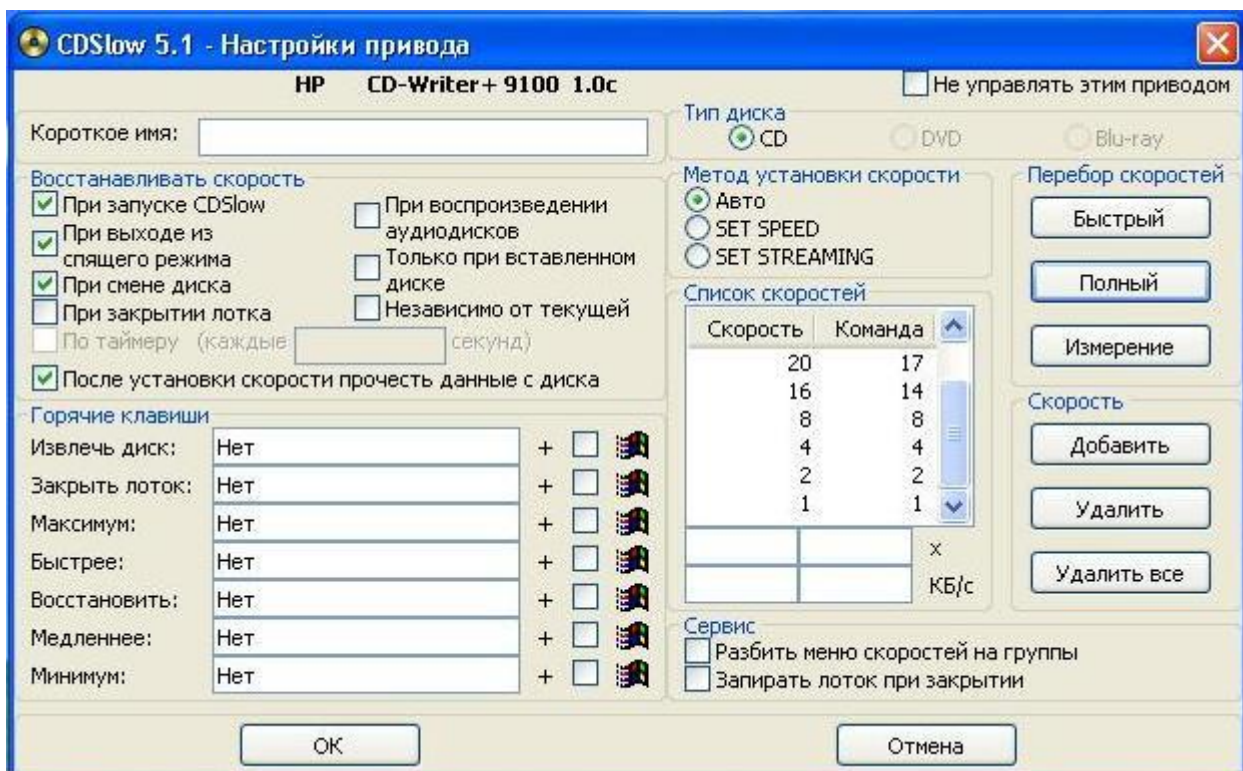 CDSlow 5.1 - Настройки привода
HP CD-Writer+ 9100 1.0c
Не управлять этим приводом
Короткое имя:
Тип диска
CD DVD Blu-ray
Восстанавливать скорость
При запуске CDSlow
При выходе из
спящего режима
При смене диска
При закрытии лотка
По таймеру (каждые секунд)
При воспроизведении
аудиодисков
Только при вставленном
диске
Независимо от текущей
После установки скорости прочесть данные с диска
Метод установки скорости
Авто
SET SPEED
SET STREAMING
Перебор скоростей
Быстрый
Полный
Измерение
Список скоростей
Скорость Команда
20 17
16 14
8 8
4 4
2 2
1 1
x
КБ/с
Скорость
Добавить
Удалить
Удалить все
Горячие клавиши
Извлечь диск: Нет +
Закрыть лоток: Нет +
Максимум: Нет +
Быстрее: Нет +
Восстановить: Нет +
Медленнее: Нет +
Минимум: Нет +
Сервис
Разбить меню скоростей на группы
Запирать лоток при закрытии
OK
Отмена